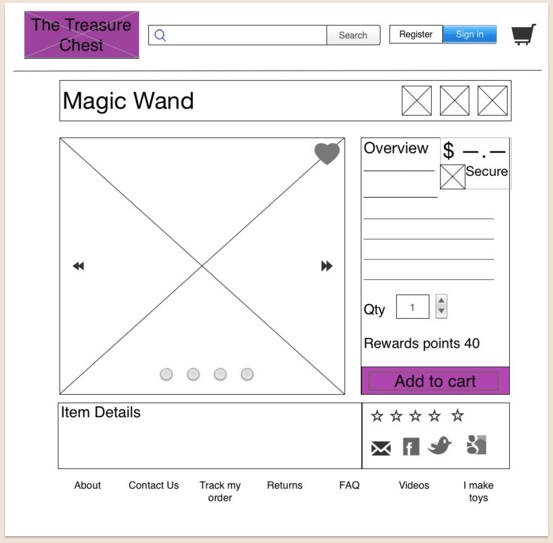 The Treasure
Chest
Search
Register
Sign in
Magic Wand
Overview
$ –.–
Secure
Qty
1
Rewards points 40
Add to cart
Item Details
About
Contact Us
Track my
order
Returns
FAQ
Videos
I make
toys